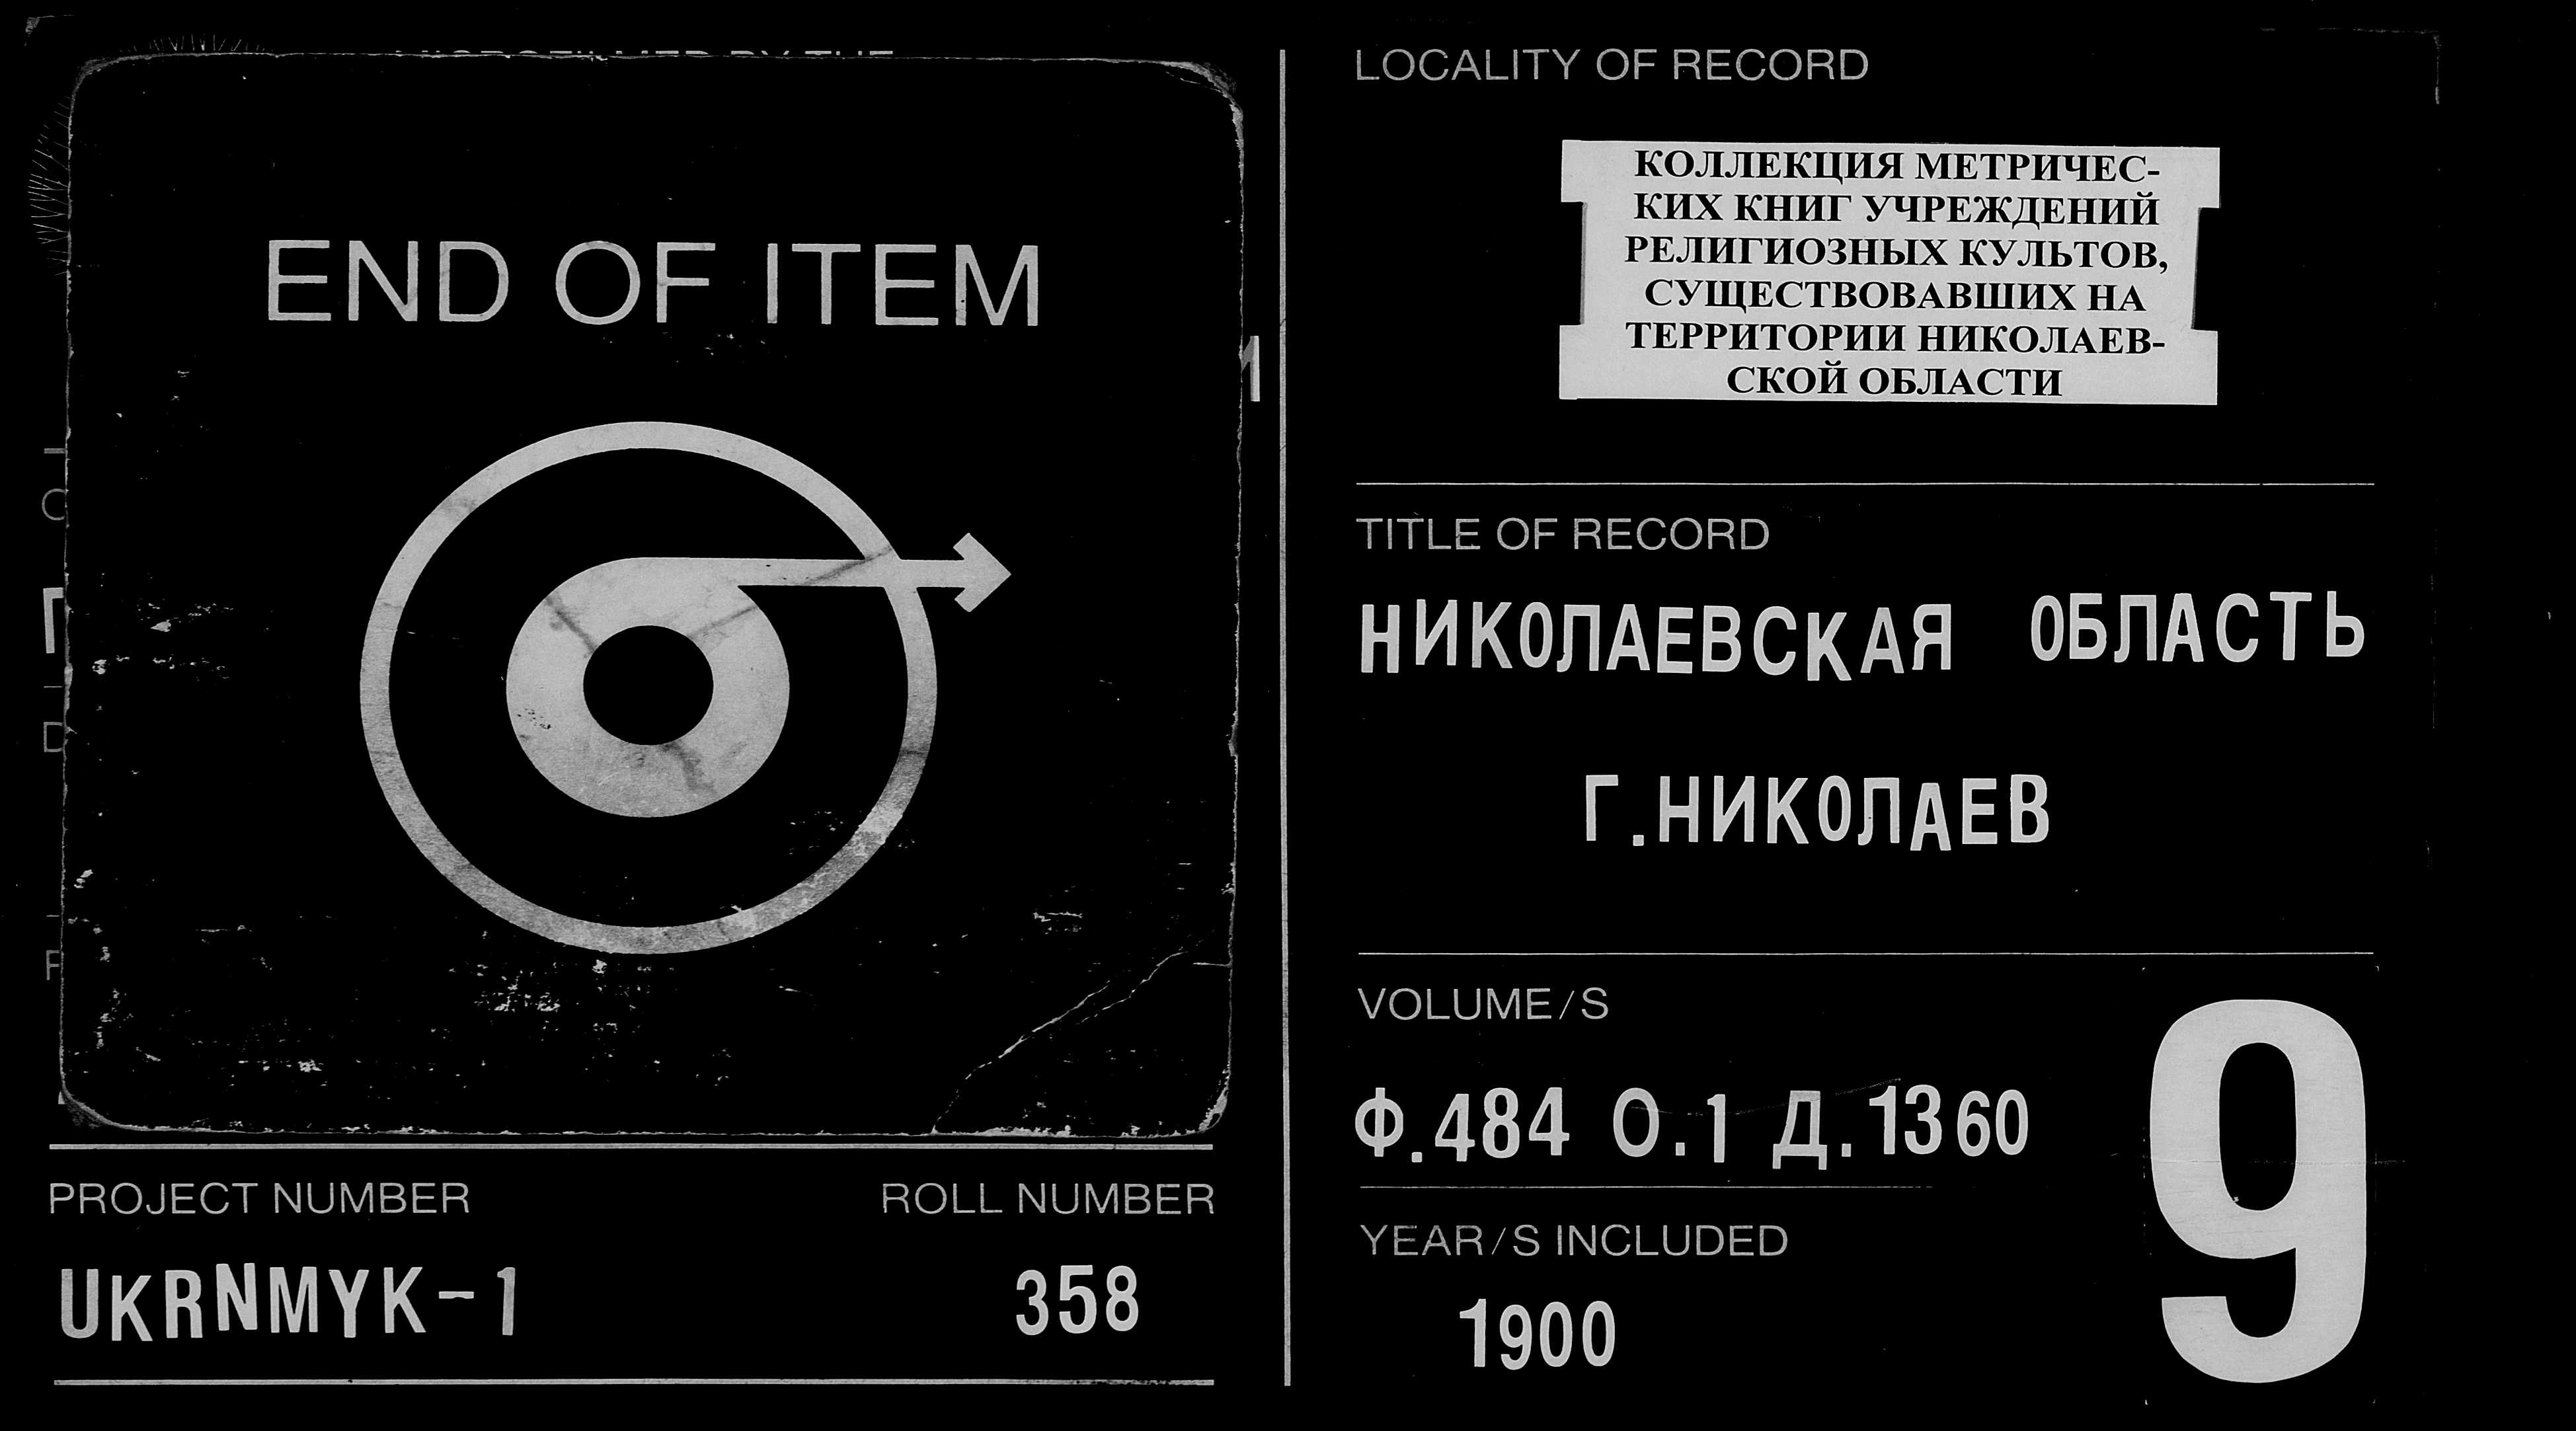 END OF ITEM
PROJECT NUMBER
ROLL NUMBER
UKRNMYK-1
358
LOCALITY OF RECORD
КОЛЛЕКЦИЯ МЕТРИЧЕС-
КИХ КНИГ УЧРЕЖДЕНИЙ
РЕЛИГИОЗНЫХ КУЛЬТОВ,
СУЩЕСТВОВАВШИХ НА
ТЕРРИТОРИИ НИКОЛАЕВ-
СКОЙ ОБЛАСТИ
TITLE OF RECORD
НИКОЛАЕВСКАЯ ОБЛАСТЬ
Г.НИКОЛАЕВ
VOLUME/S
Ф.484 О.1 Д.1360
YEAR/S INCLUDED
1900
9